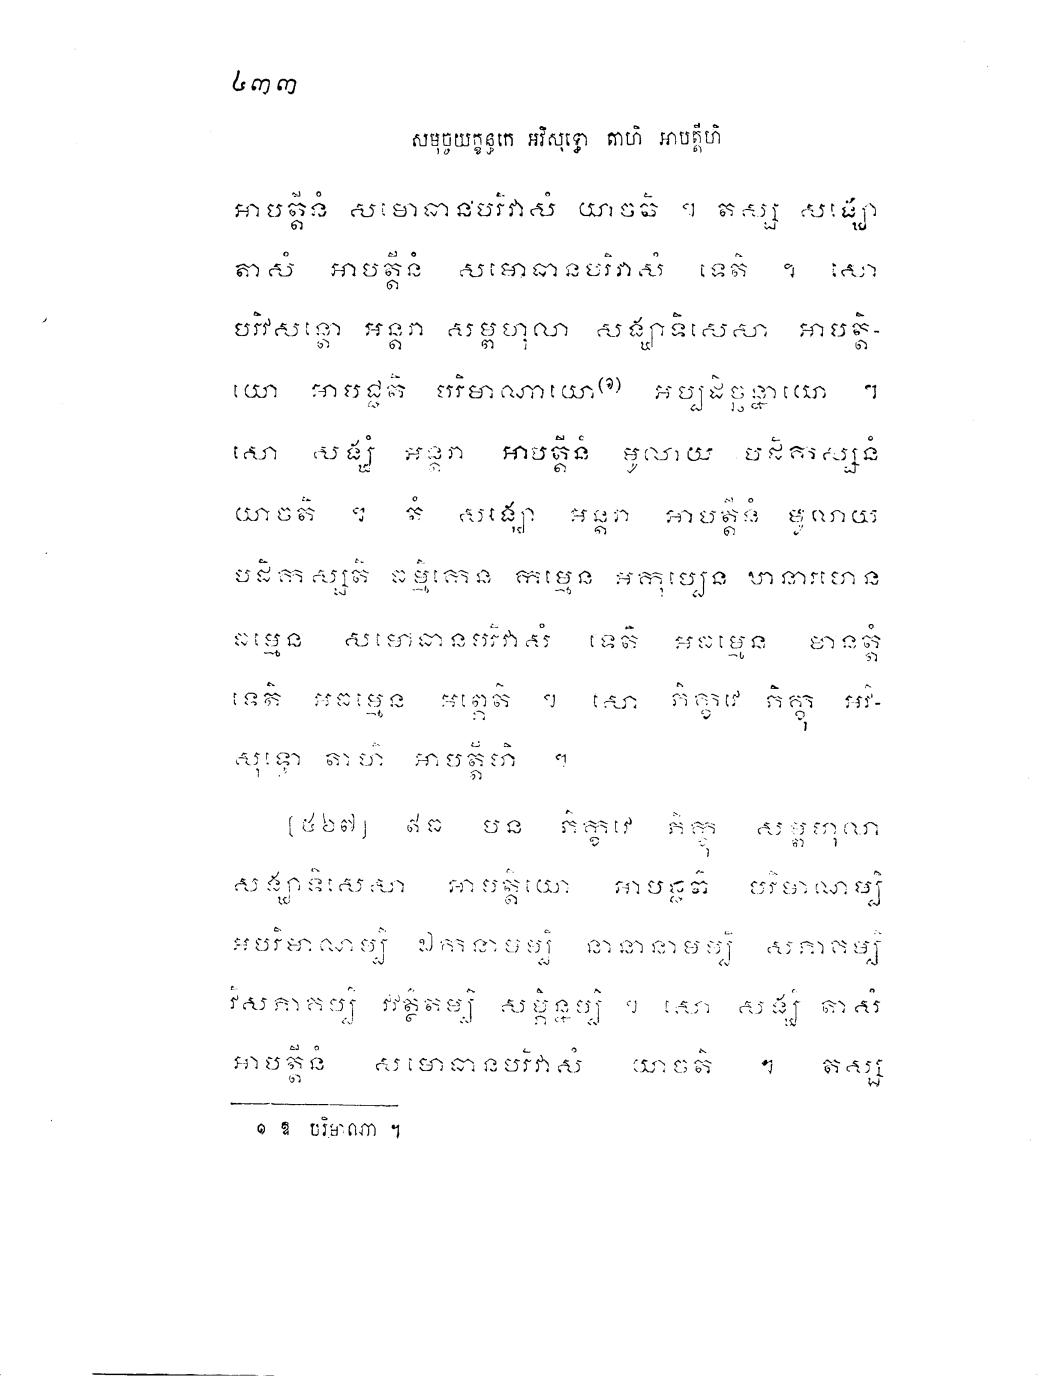 ៤៣៣
សមុច្ចយក្ខន្ធកេ អវិសុទ្ធោ តាហិ អាបត្តីហិ
អាបត្តីនំ សមោធានបរិវាសំ យាចតិ ។ តស្ស សង្ឃោ
តាសំ អាបត្តីនំ សមោធានបរិវាសំ ទេតិ ។ សោ
បរិវសន្តោ អន្តរា សម្ពហុលា សង្ឃាទិសេសា អាបត្តិ-
យោ អាបជ្ជតិ បរិមាណាយោ(១) អប្បដិច្ឆន្នាយោ ។
សោ សង្ឃំ អន្តរា អាបត្តីនំ មូលាយ បដិកស្សនំ
យាចតិ ។ តំ សង្ឃោ អន្តរា អាបត្តីនំ មូលាយ
បដិកស្សតិ ធម្មិកេន កម្មេន អកុប្បេន ឋានារហេន
ធម្មេន សមោធានបរិវាសំ ទេតិ អធម្មេន មានត្តំ
ទេតិ អធម្មេន អព្ភេតិ ។ សោ ភិក្ខវេ ភិក្ខុ អវិ-
សុទ្ធោ តាហិ អាបត្តីហិ ។
[៥៦៧] ឥធ បន ភិក្ខវេ ភិក្ខុ សម្ពហុលា
សង្ឃាទិសេសា អាបត្តិយោ អាបជ្ជតិ បរិមាណម្បិ
អបរិមាណម្បិ ឯកនាមម្បិ នានានាមម្បិ សភាគម្បិ
វិសភាគម្បិ វវត្ថិតម្បិ សម្ភិន្នម្បិ ។ សោ សង្ឃំ តាសំ
អាបត្តីនំ សមោធានបរិវាសំ យាចតិ ។ តស្ស
១ ឱ បរិមាណា ។